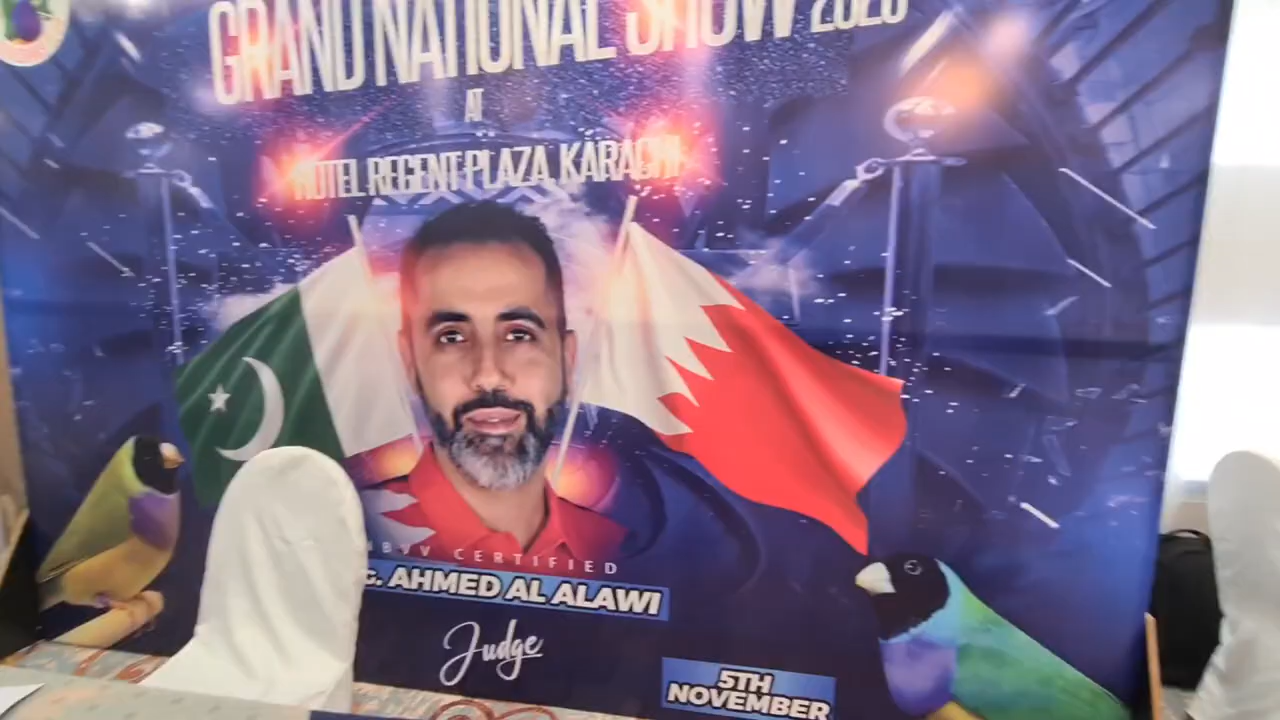 GRAND NATIONAL SHOW
AT
HOTEL REGENT PLAZA, KARACHI
CERTIFIED
G. AHMED AL ALAWI
Judge
5TH
NOVEMBER